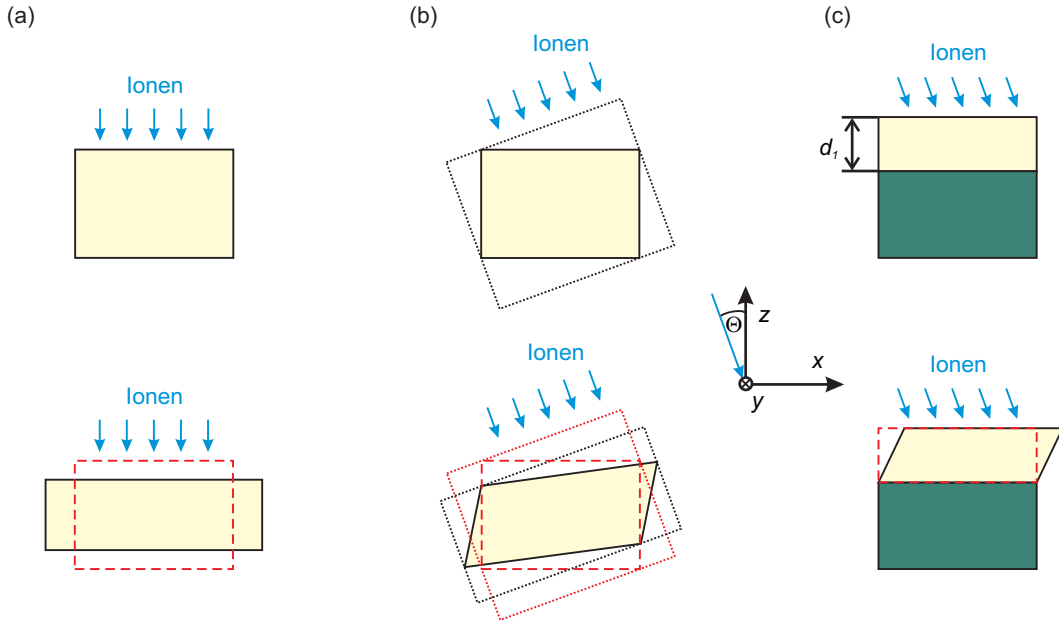 (a)
(b)
(c)
Ionen
Ionen
Ionen
d₁
Θ
z
x
y
Ionen
Ionen
Ionen